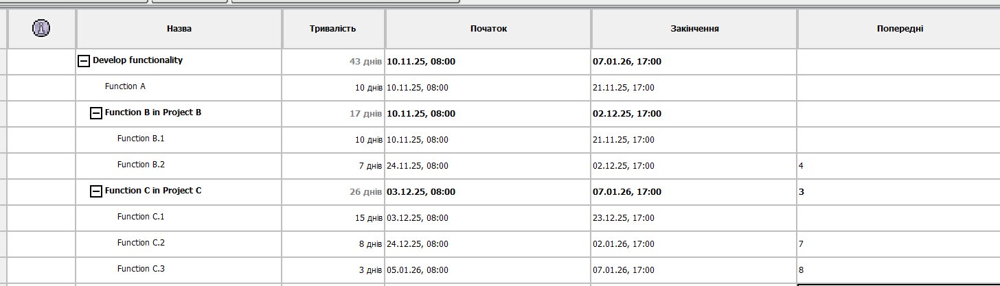 Назва Тривалість Початок Закінчення Попередні
Develop functionality 43 днів 10.11.25, 08:00 07.01.26, 17:00
Function A 10 днів 10.11.25, 08:00 21.11.25, 17:00
Function B in Project B 17 днів 10.11.25, 08:00 02.12.25, 17:00
Function B.1 10 днів 10.11.25, 08:00 21.11.25, 17:00
Function B.2 7 днів 24.11.25, 08:00 02.12.25, 17:00 4
Function C in Project C 26 днів 03.12.25, 08:00 07.01.26, 17:00 3
Function C.1 15 днів 03.12.25, 08:00 23.12.25, 17:00
Function C.2 8 днів 24.12.25, 08:00 02.01.26, 17:00 7
Function C.3 3 днів 05.01.26, 08:00 07.01.26, 17:00 8